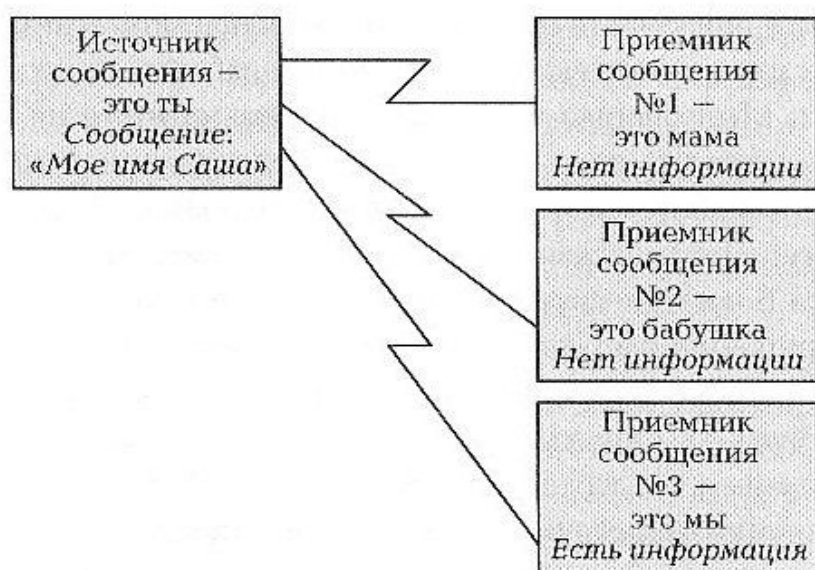 Источник
сообщения —
это ты
Сообщение:
«Мое имя Саша»
Приемник
сообщения
№1 —
это мама
Нет информации
Приемник
сообщения
№2 —
это бабушка
Нет информации
Приемник
сообщения
№3 —
это мы
Есть информация